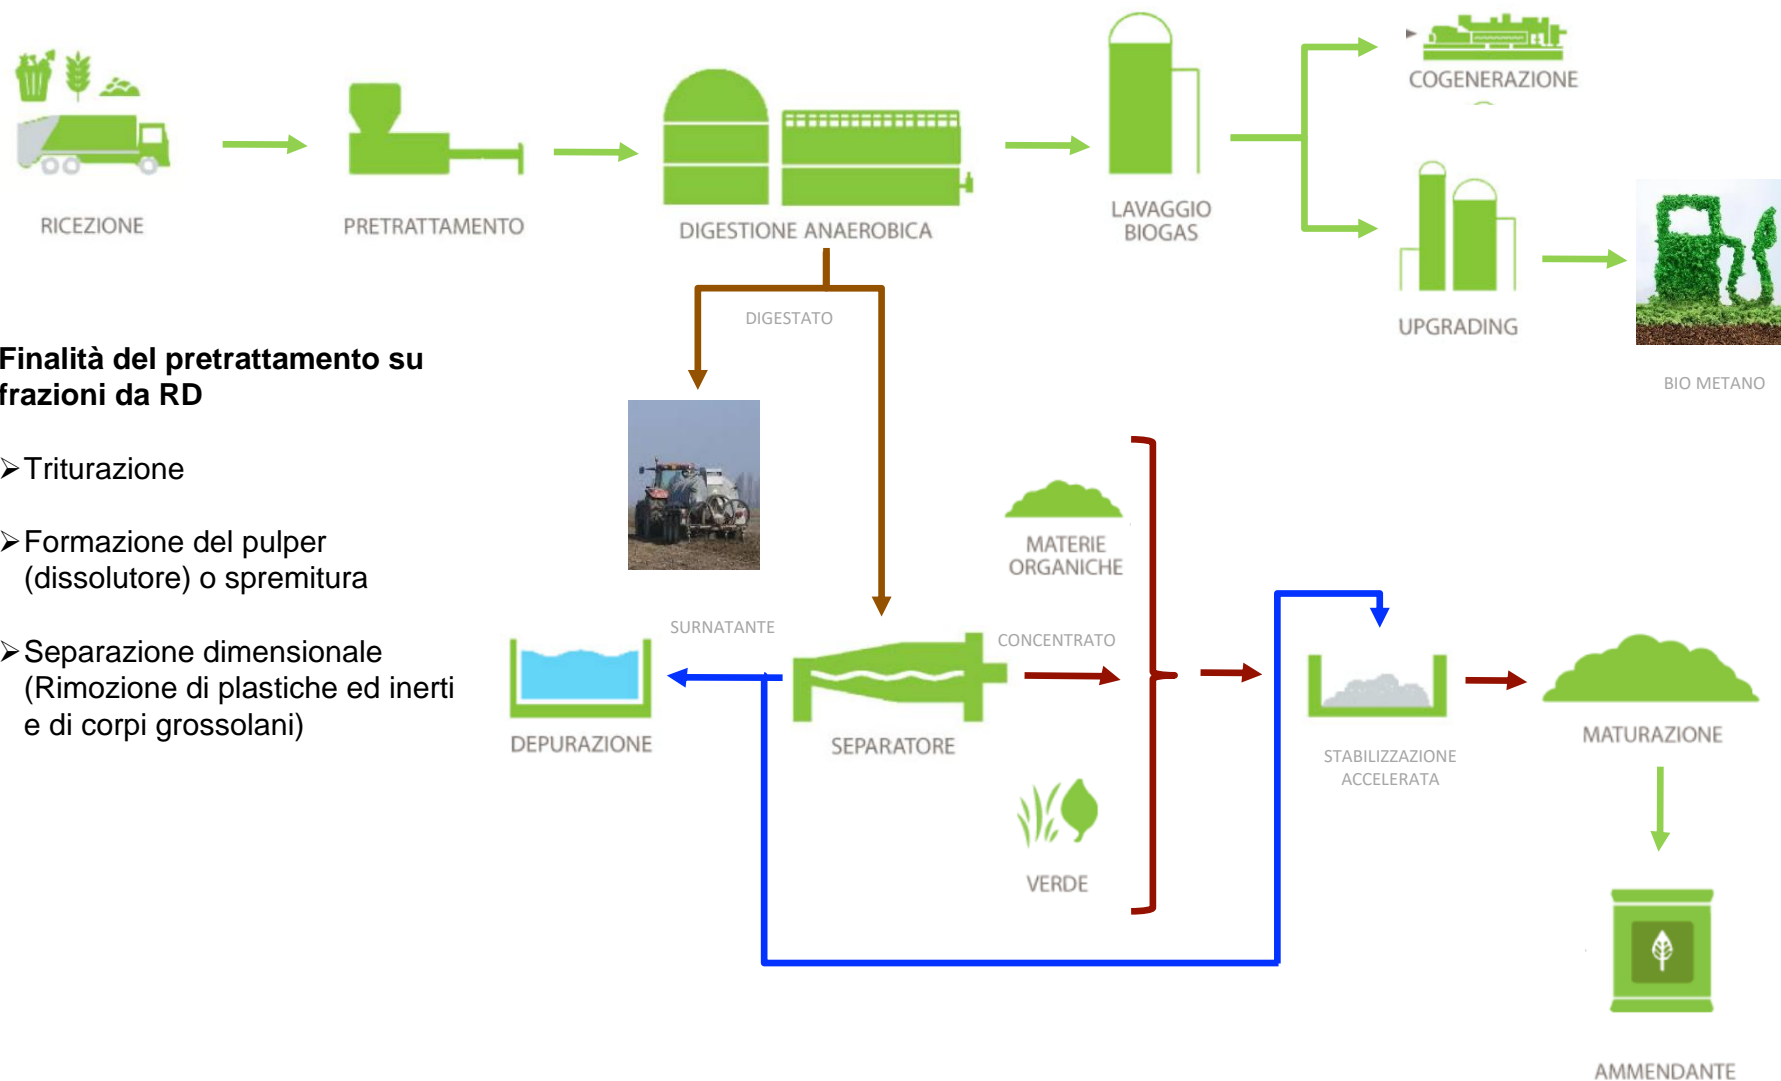 RICEZIONE
PRETRATTAMENTO
DIGESTIONE ANAEROBICA
LAVAGGIO
BIOGAS
COGENERAZIONE
UPGRADING
BIO METANO
DIGESTATO
Finalità del pretrattamento su
frazioni da RD
➢Triturazione
➢Formazione del pulper
(dissolutore) o spremitura
➢Separazione dimensionale
(Rimozione di plastiche ed inerti
e di corpi grossolani)
MATERIE
ORGANICHE
SURNATANTE
CONCENTRATO
DEPURAZIONE
SEPARATORE
VERDE
STABILIZZAZIONE
ACCELERATA
MATURAZIONE
AMMENDANTE